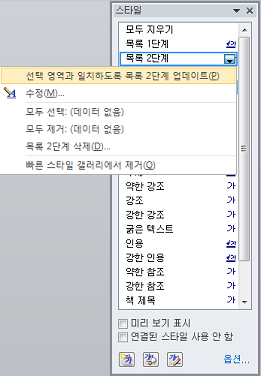 스타일
모두 지우기
목록 1단계
목록 2단계
선택 영역과 일치하도록 목록 2단계 업데이트(P)
수정(M)...
모두 선택: (데이터 없음)
모두 제거: (데이터 없음)
목록 2단계 삭제(D)...
빠른 스타일 갤러리에서 제거(G)
약한 강조 가
강조 가
강한 강조 가
굵은 텍스트 가
인용
강한 인용
약한 참조 가
강한 참조 가
책 제목 가
미리 보기 표시
연결된 스타일 사용 안 함
옵션...